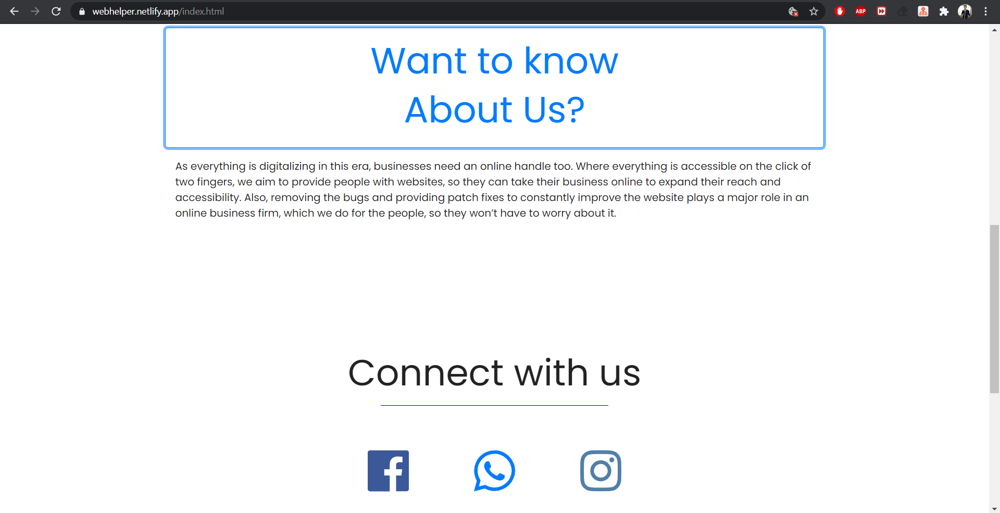 webhelper.netlify.app/index.html
ABP
Want to know
About Us?
As everything is digitalizing in this era, businesses need an online handle too. Where everything is accessible on the click of
two fingers, we aim to provide people with websites, so they can take their business online to expand their reach and
accessibility. Also, removing the bugs and providing patch fixes to constantly improve the website plays a major role in an
online business firm, which we do for the people, so they won’t have to worry about it.
Connect with us